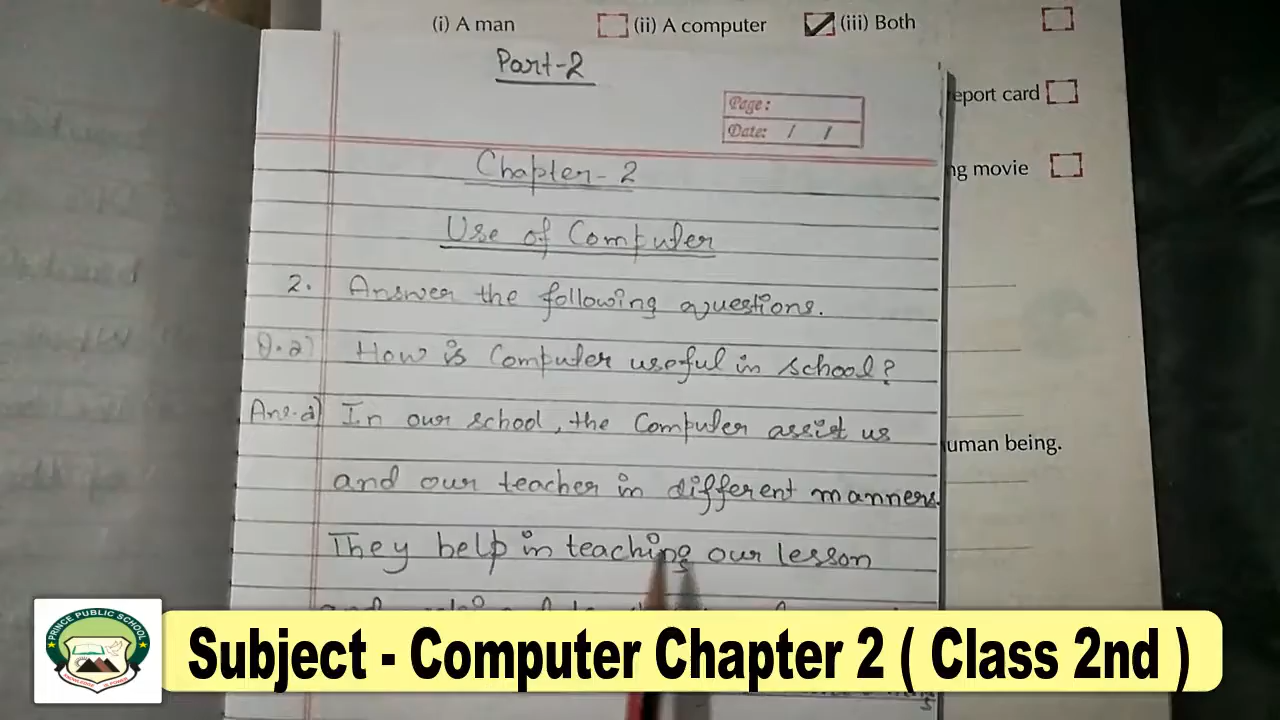 (i) A man (ii) A computer (iii) Both
Part-2
Page:
Date: / /
eport card
ng movie
Chapter-2
Use of Computer
2. Answer the following questions.
Q.a) How is Computer useful in school?
Ans.a) In our school, the Computer assist us
and our teacher in different manners.
uman being.
They help in teaching our lesson
PRINCE PUBLIC SCHOOL
Subject - Computer Chapter 2 ( Class 2nd )